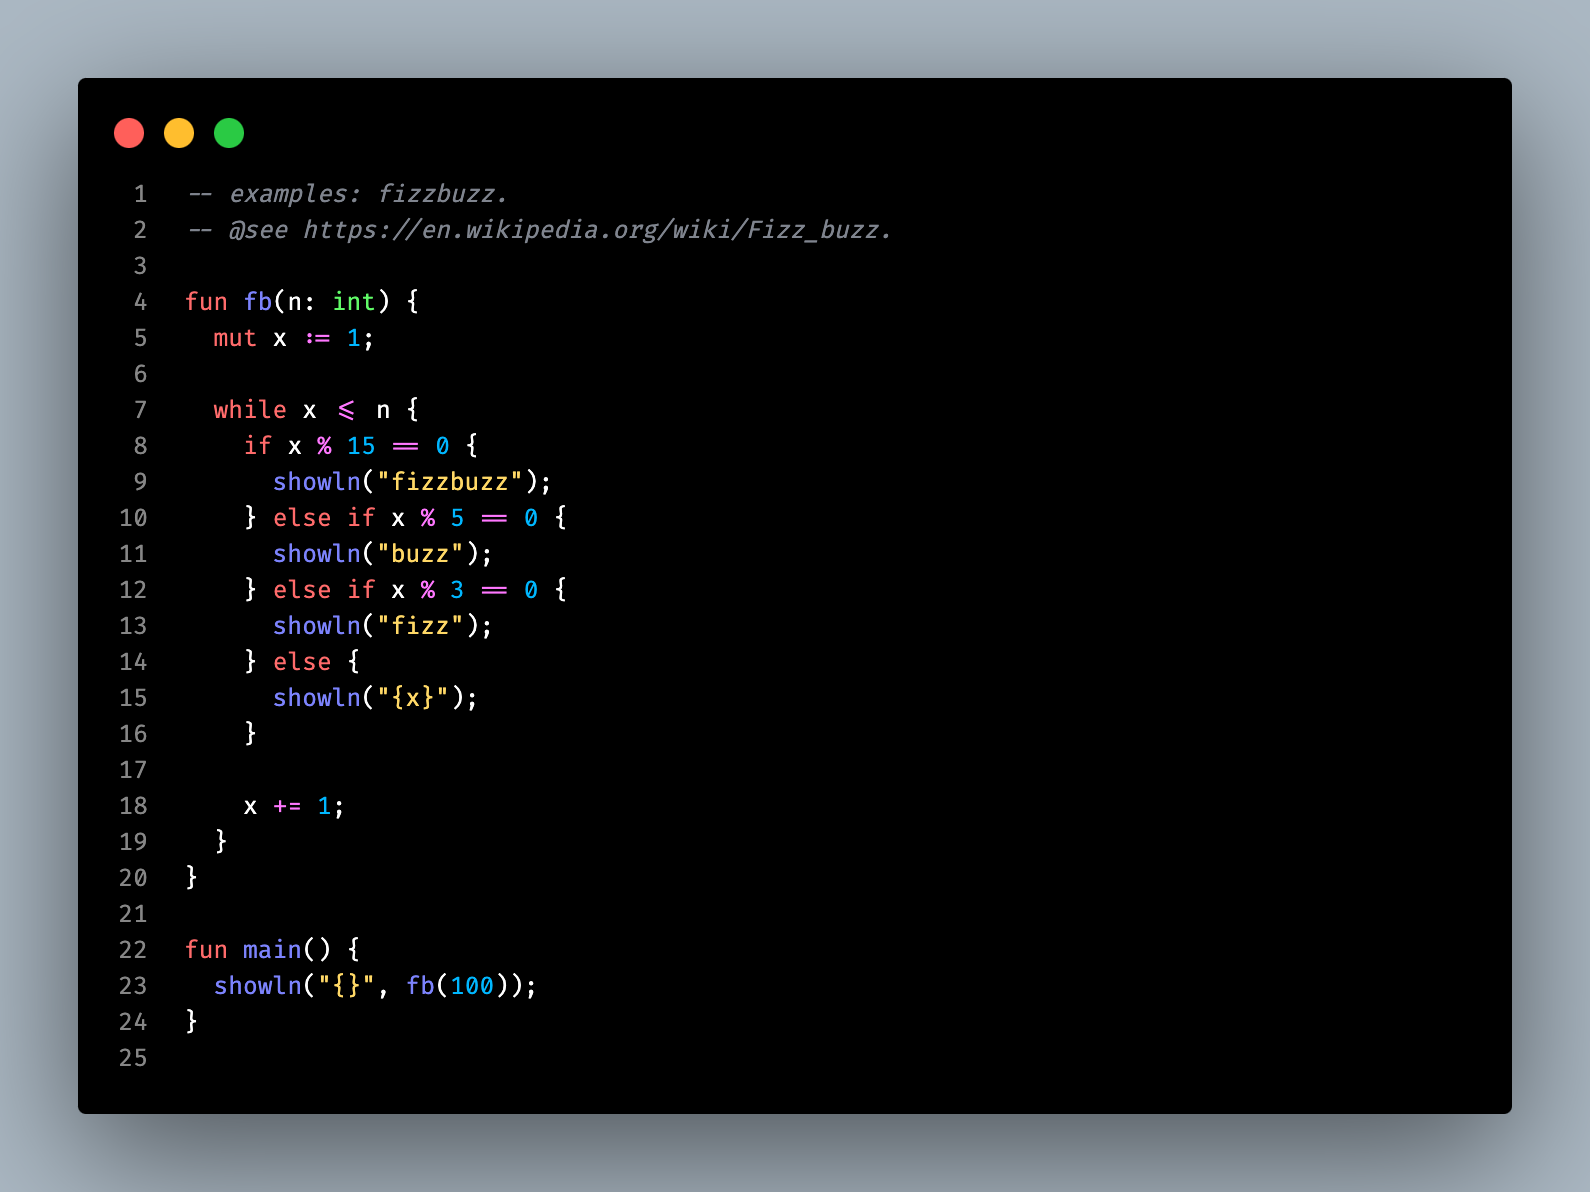 1 -- examples: fizzbuzz.
2 -- @see https://en.wikipedia.org/wiki/Fizz_buzz.
3
4 fun fb(n: int) {
5   mut x := 1;
6
7   while x <= n {
8     if x % 15 == 0 {
9       showln("fizzbuzz");
10     } else if x % 5 == 0 {
11       showln("buzz");
12     } else if x % 3 == 0 {
13       showln("fizz");
14     } else {
15       showln("{x}");
16     }
17
18     x += 1;
19   }
20 }
21
22 fun main() {
23   showln("{}", fb(100));
24 }
25